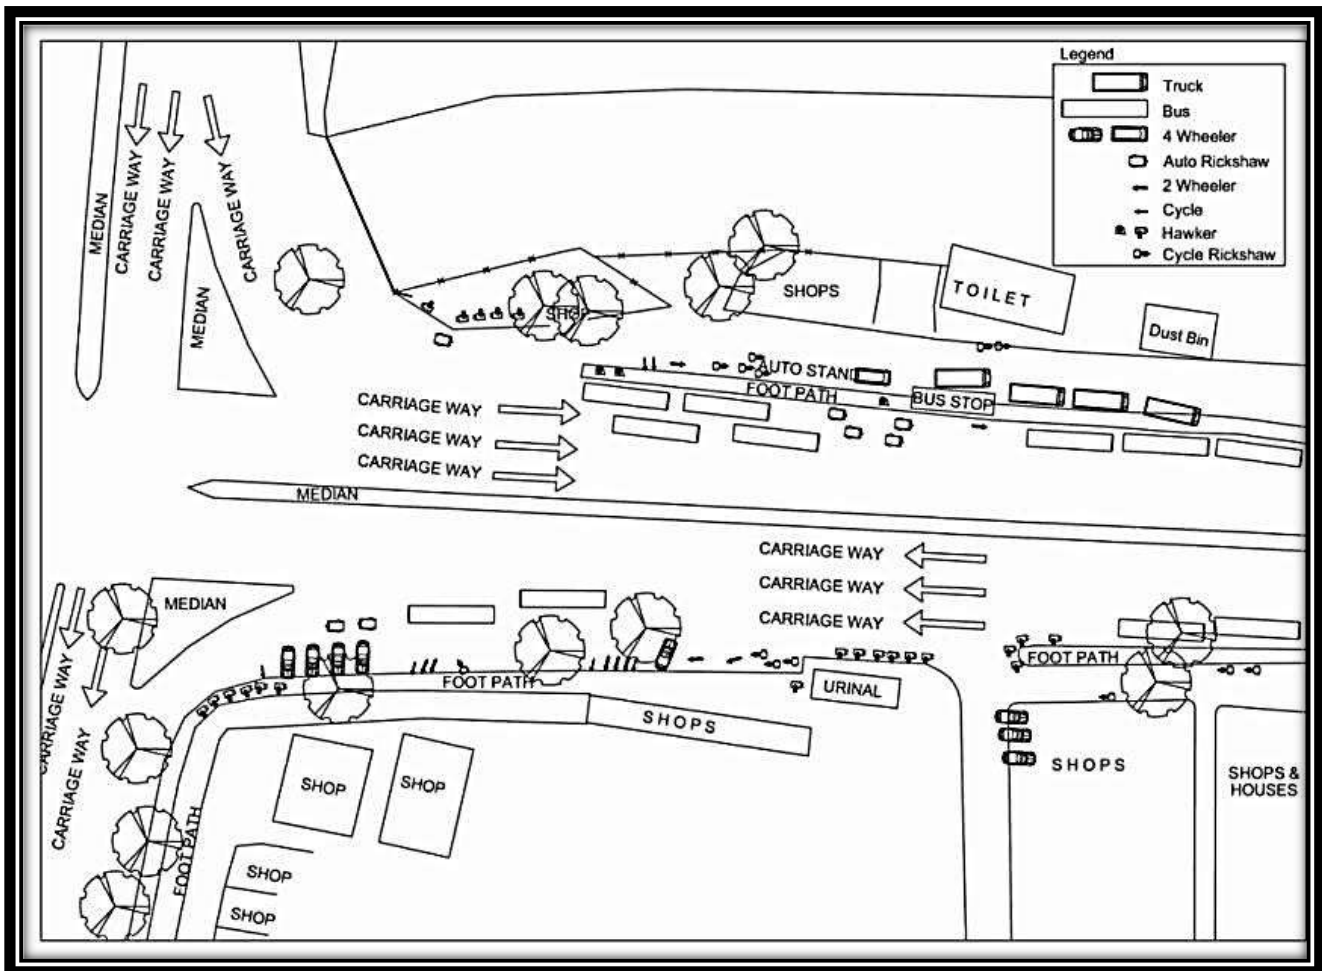 Legend
Truck
Bus
4 Wheeler
Auto Rickshaw
2 Wheeler
Cycle
Hawker
Cycle Rickshaw
MEDIAN
CARRIAGE WAY
CARRIAGE WAY
CARRIAGE WAY
MEDIAN
SHOP
SHOPS
TOILET
Dust Bin
AUTO STAND
FOOT PATH
BUS STOP
CARRIAGE WAY
CARRIAGE WAY
CARRIAGE WAY
MEDIAN
CARRIAGE WAY
CARRIAGE WAY
CARRIAGE WAY
MEDIAN
CARRIAGE WAY
CARRIAGE WAY
FOOT PATH
FOOT PATH
URINAL
FOOT PATH
SHOPS
SHOP
SHOP
SHOPS
SHOPS &
HOUSES
SHOP
SHOP